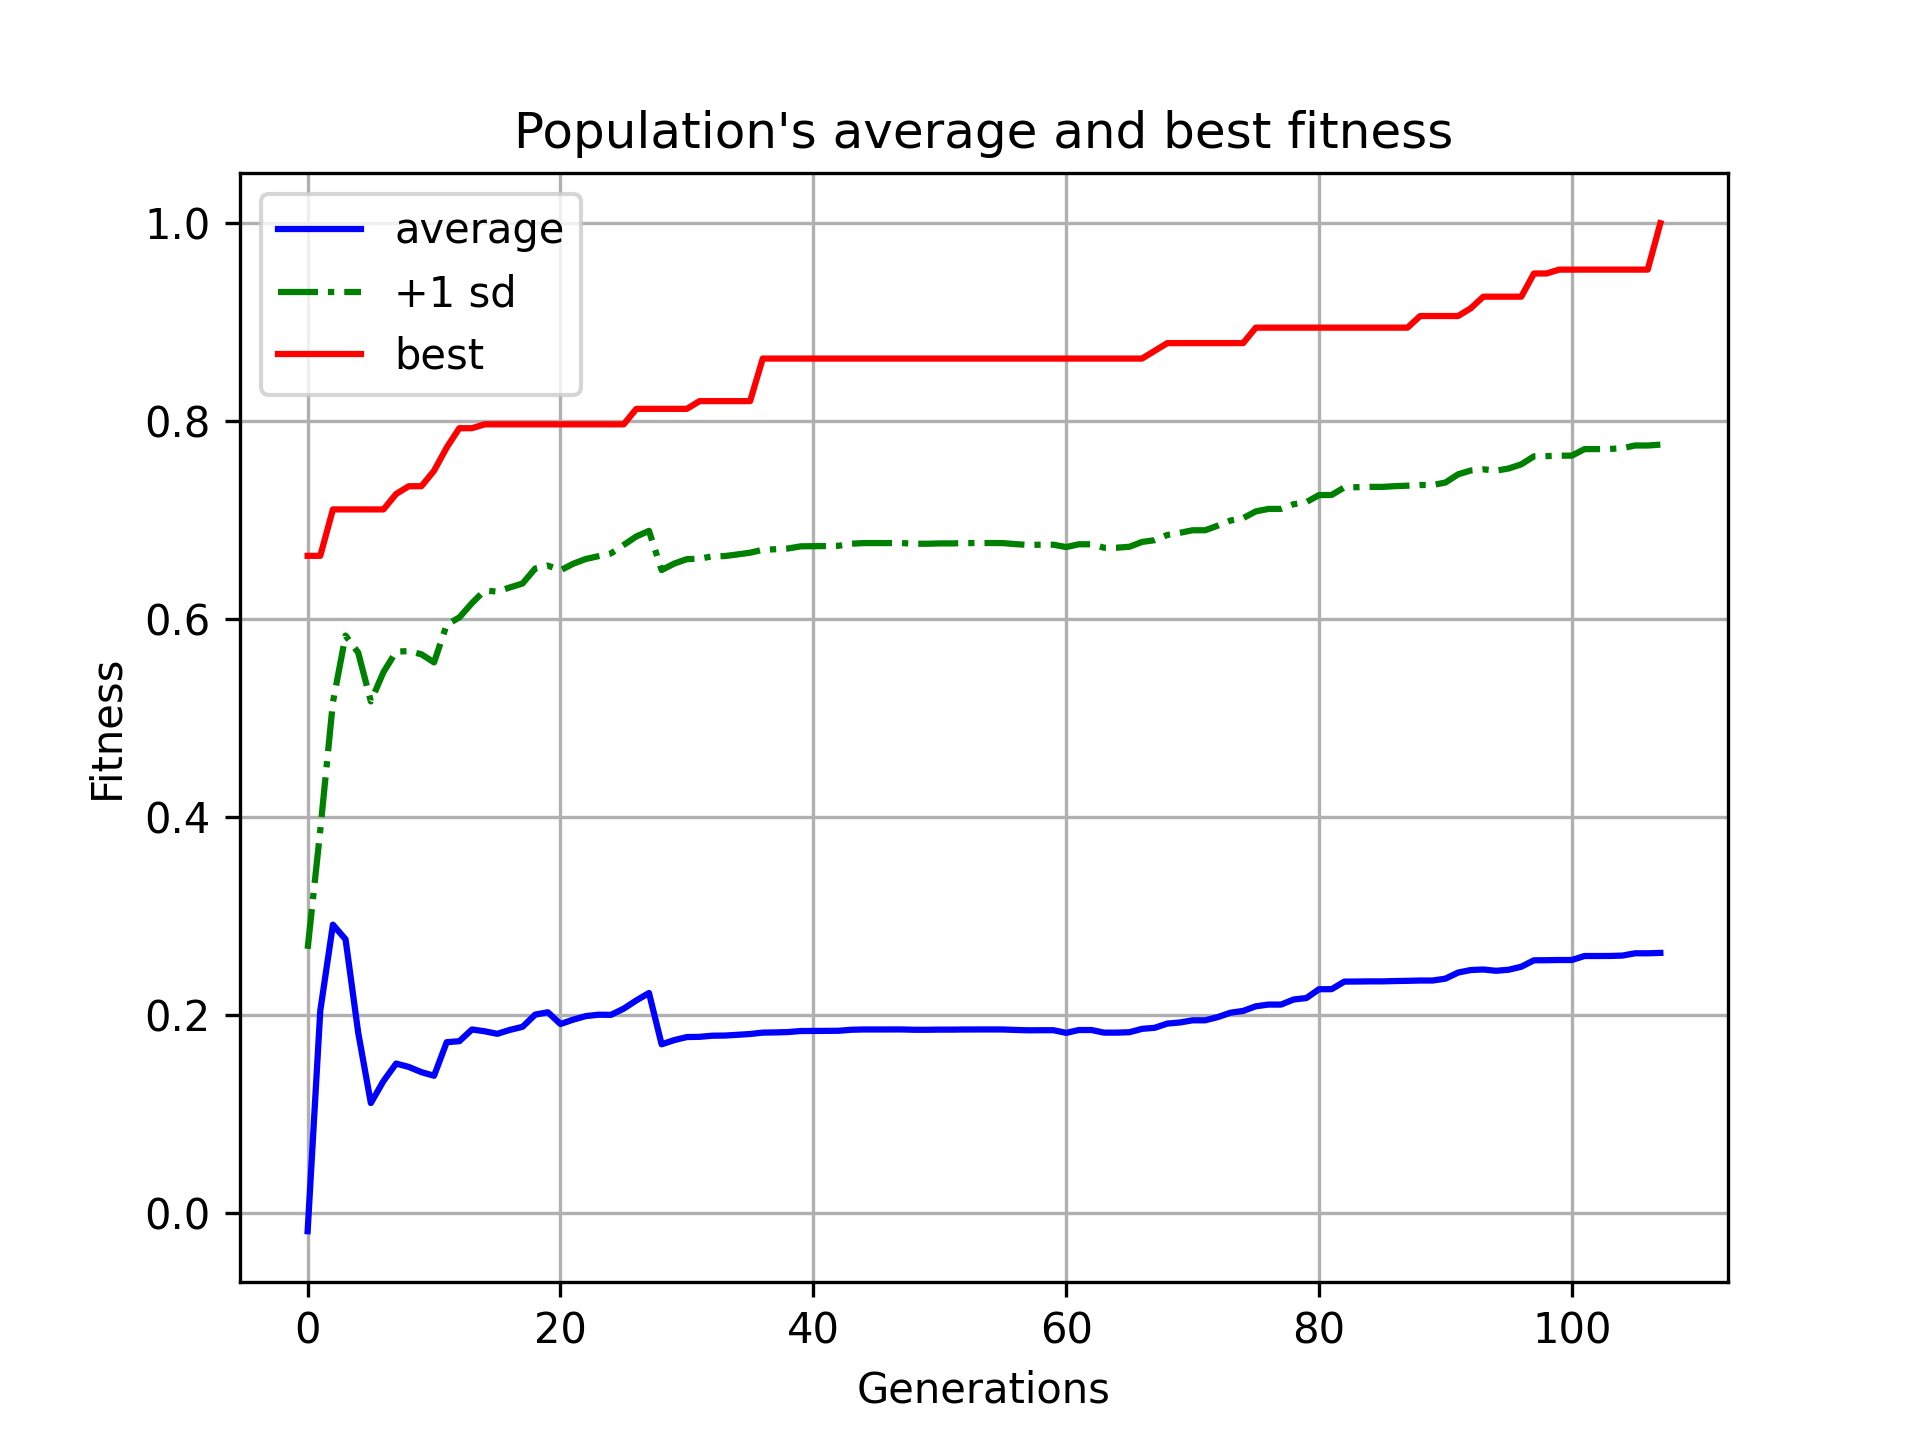 Population's average and best fitness
average
+1 sd
best
1.0
0.8
0.6
0.4
0.2
0.0
Fitness
0 20 40 60 80 100
Generations